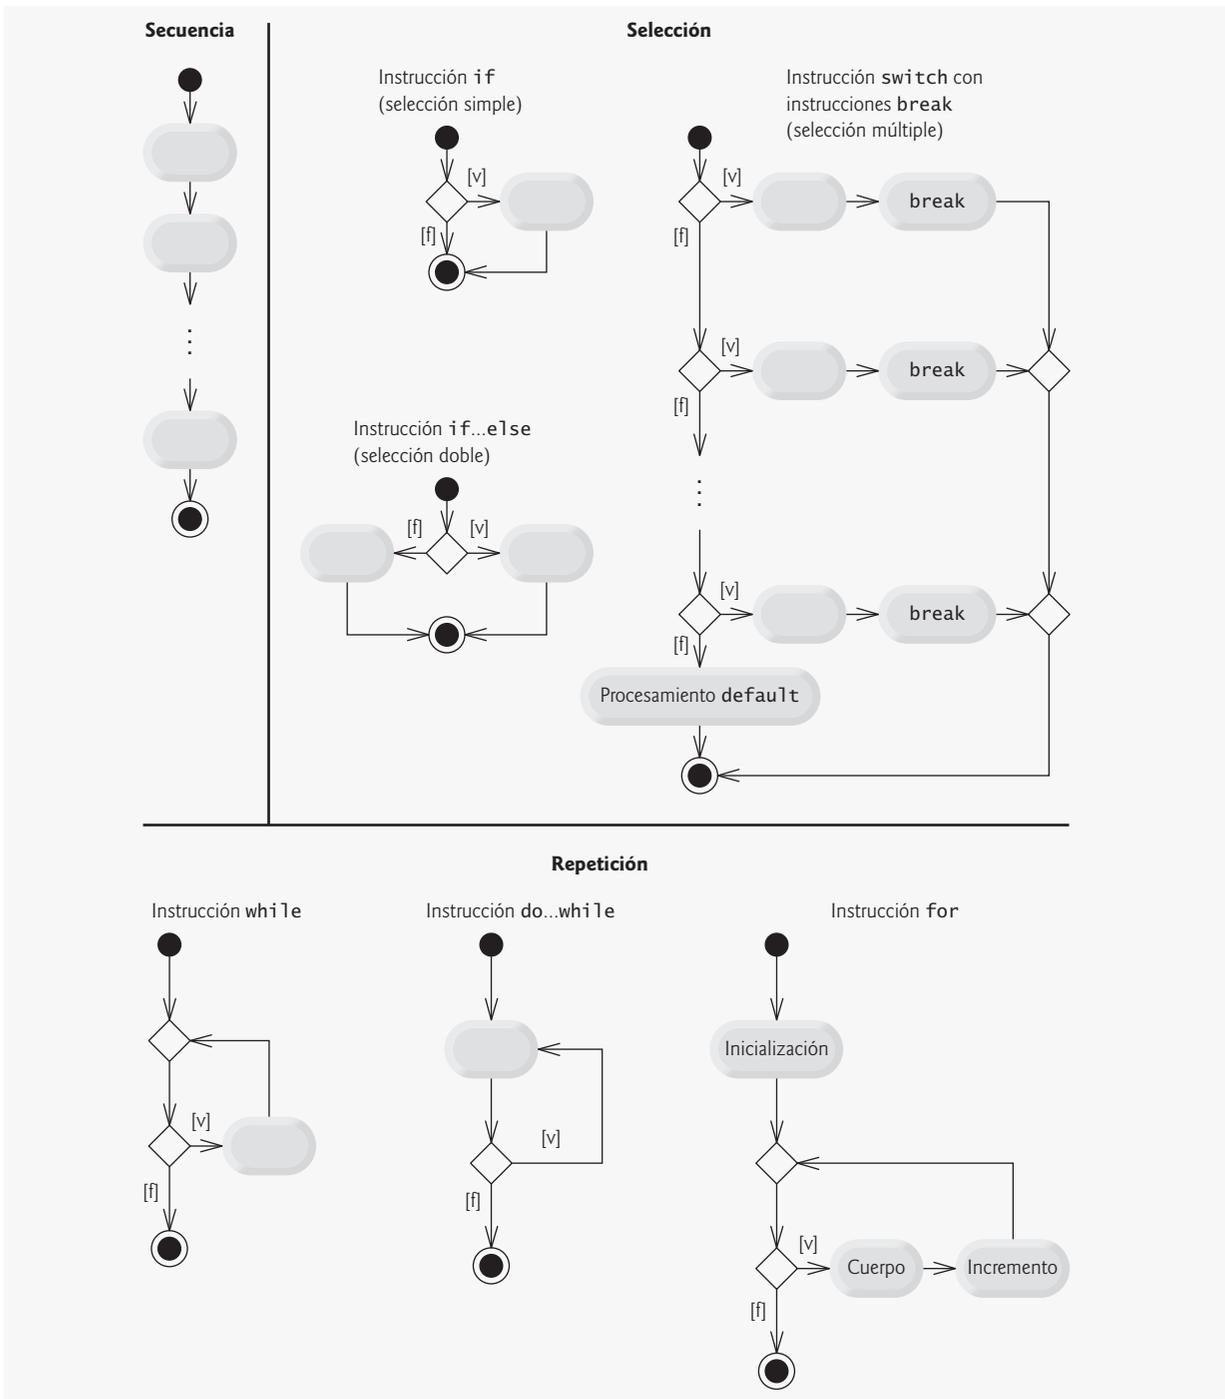 Secuencia
Selección
Instrucción if
(selección simple)
[v]
[f]
Instrucción if...else
(selección doble)
[f]
[v]
Instrucción switch con
instrucciones break
(selección múltiple)
[v]
break
[f]
[v]
break
[f]
[v]
break
[f]
Procesamiento default
Repetición
Instrucción while
[v]
[f]
Instrucción do...while
[v]
[f]
Instrucción for
Inicialización
[v]
Cuerpo
Incremento
[f]